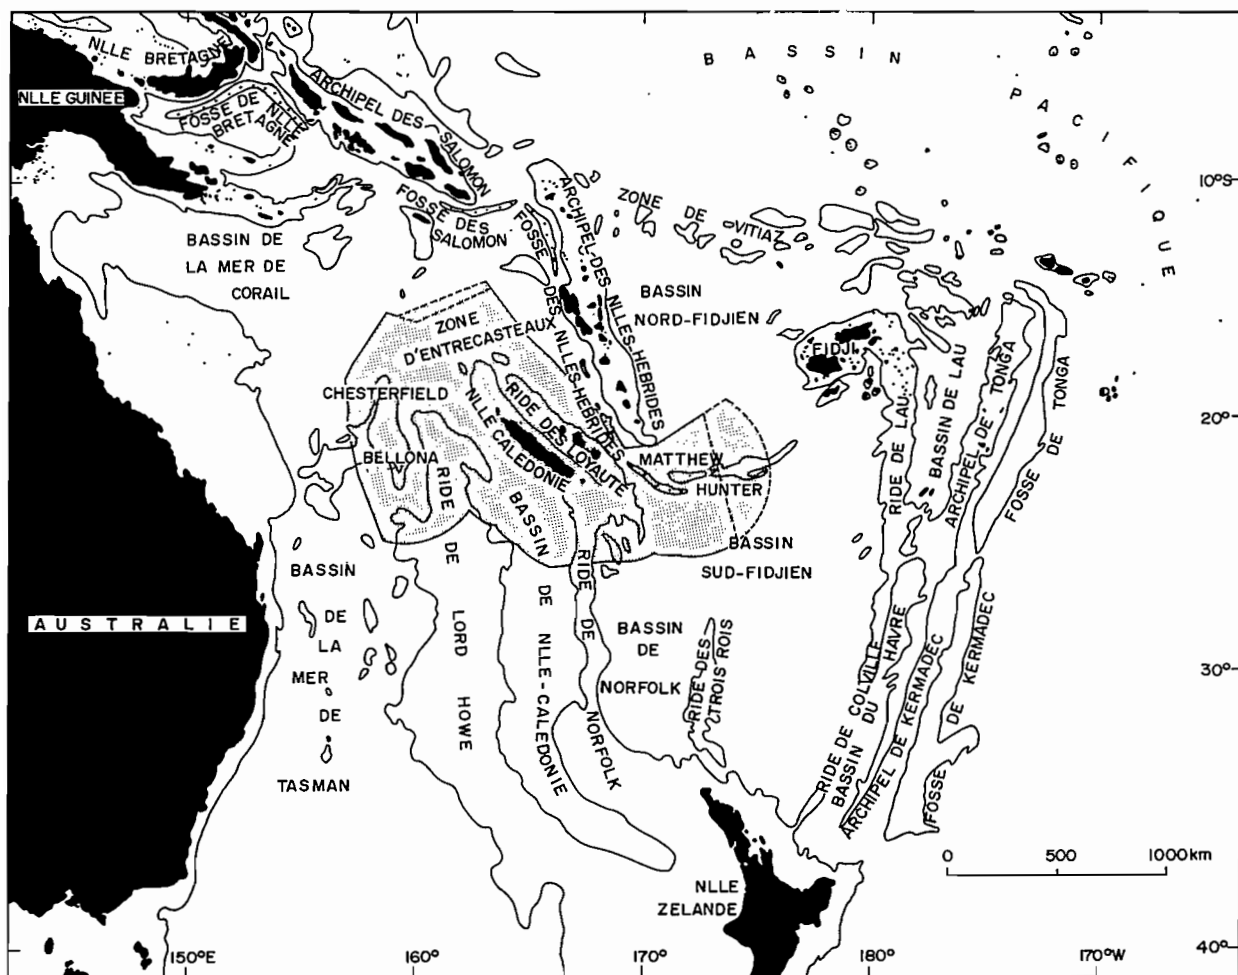 BASSIN
PACIFIQUE
NLLE BRETAGNE
NLLE GUINEE
FOSSE DE NLLE
BRETAGNE
ARCHIPEL DES SALOMON
FOSSE DES
SALOMON
BASSIN DE
LA MER DE
CORAIL
ARCHIPEL-DES-NLLES-HEBRIDES
FOSSE DES NLLES-HEBRIDES
ZONE DE VITIAZ
10°S
BASSIN
NORD-FIDJIEN
ZONE
D'ENTRECASTEAUX
FIDJI
CHESTERFIELD
BELLONA
RIDE DES LOYAUTE
NLLE CALEDONIE
MATTHEW
HUNTER
RIDE DE LAU
BASSIN DE LAU
ARCHIPEL DE TONGA
FOSSE DE TONGA
20°
BASSIN
SUD-FIDJIEN
BASSIN
DE
LA
MER
DE
TASMAN
AUSTRALIE
RIDE DE LORD HOWE
BASSIN DE NLLE-CALEDONIE
RIDE DE NORFOLK
BASSIN DE
NORFOLK
RIDE-DES
TROIS ROIS
RIDE DE COLVILLE
BASSIN DU HAVRE
ARCHIPEL DE KERMADEC
FOSSE DE KERMADEC
30°
0 500 1000km
NLLE
ZELANDE
150°E 160° 170° 180° 170°W 40°